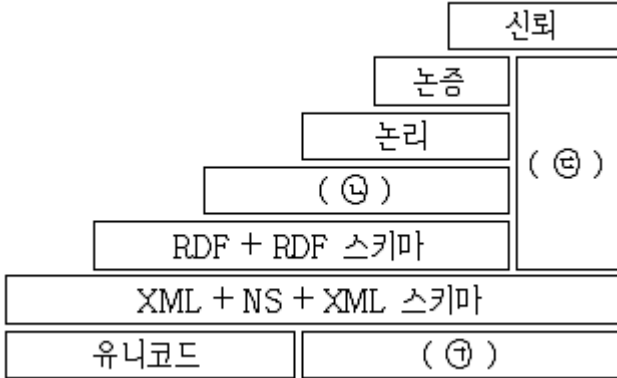 신뢰
논증
논리
( ㉢ )
( ㉡ )
RDF + RDF 스키마
XML + NS + XML 스키마
유니코드 ( ㉠ )